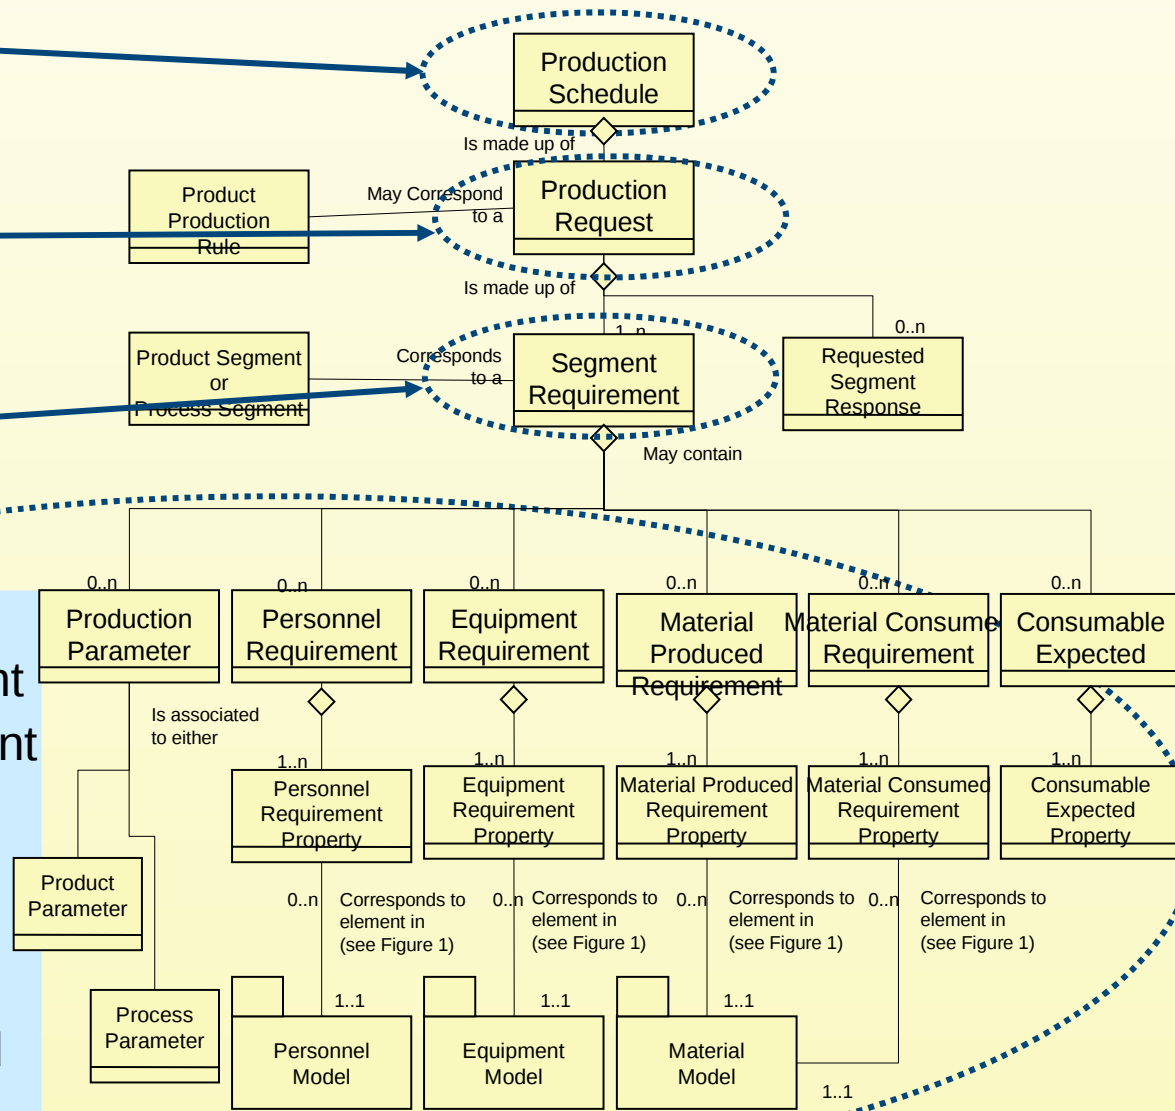 Production
Schedule
Is made up of
Product
Production
Rule
May Correspond
to a
Production
Request
Is made up of
1..n
0..n
Product Segment
or
Process Segment
Corresponds
to a
Segment
Requirement
Requested
Segment
Response
May contain
0..n
0..n
0..n
0..n
0..n
0..n
Production
Parameter
Personnel
Requirement
Equipment
Requirement
Material
Produced
Requirement
Material Consume
Requirement
Consumable
Expected
nt
nt
Is associated
to either
1..n
1..n
1..n
1..n
1..n
Personnel
Requirement
Property
Equipment
Requirement
Property
Material Produced
Requirement
Property
Material Consumed
Requirement
Property
Consumable
Expected
Property
Product
Parameter
0..n
Corresponds to
element in
(see Figure 1)
0..n
Corresponds to
element in
(see Figure 1)
0..n
Corresponds to
element in
(see Figure 1)
0..n
Corresponds to
element in
(see Figure 1)
Process
Parameter
1..1
1..1
1..1
Personnel
Model
Equipment
Model
Material
Model
1..1